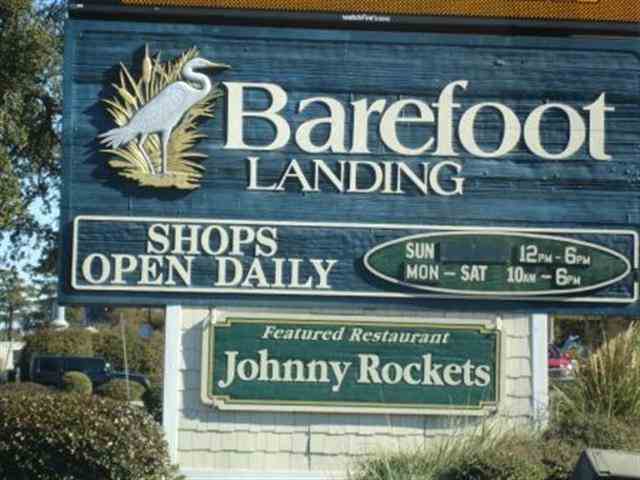 Barefoot
LANDING
SHOPS
OPEN DAILY
SUN 12PM - 6PM
MON - SAT 10AM - 6PM
Featured Restaurant
Johnny Rockets